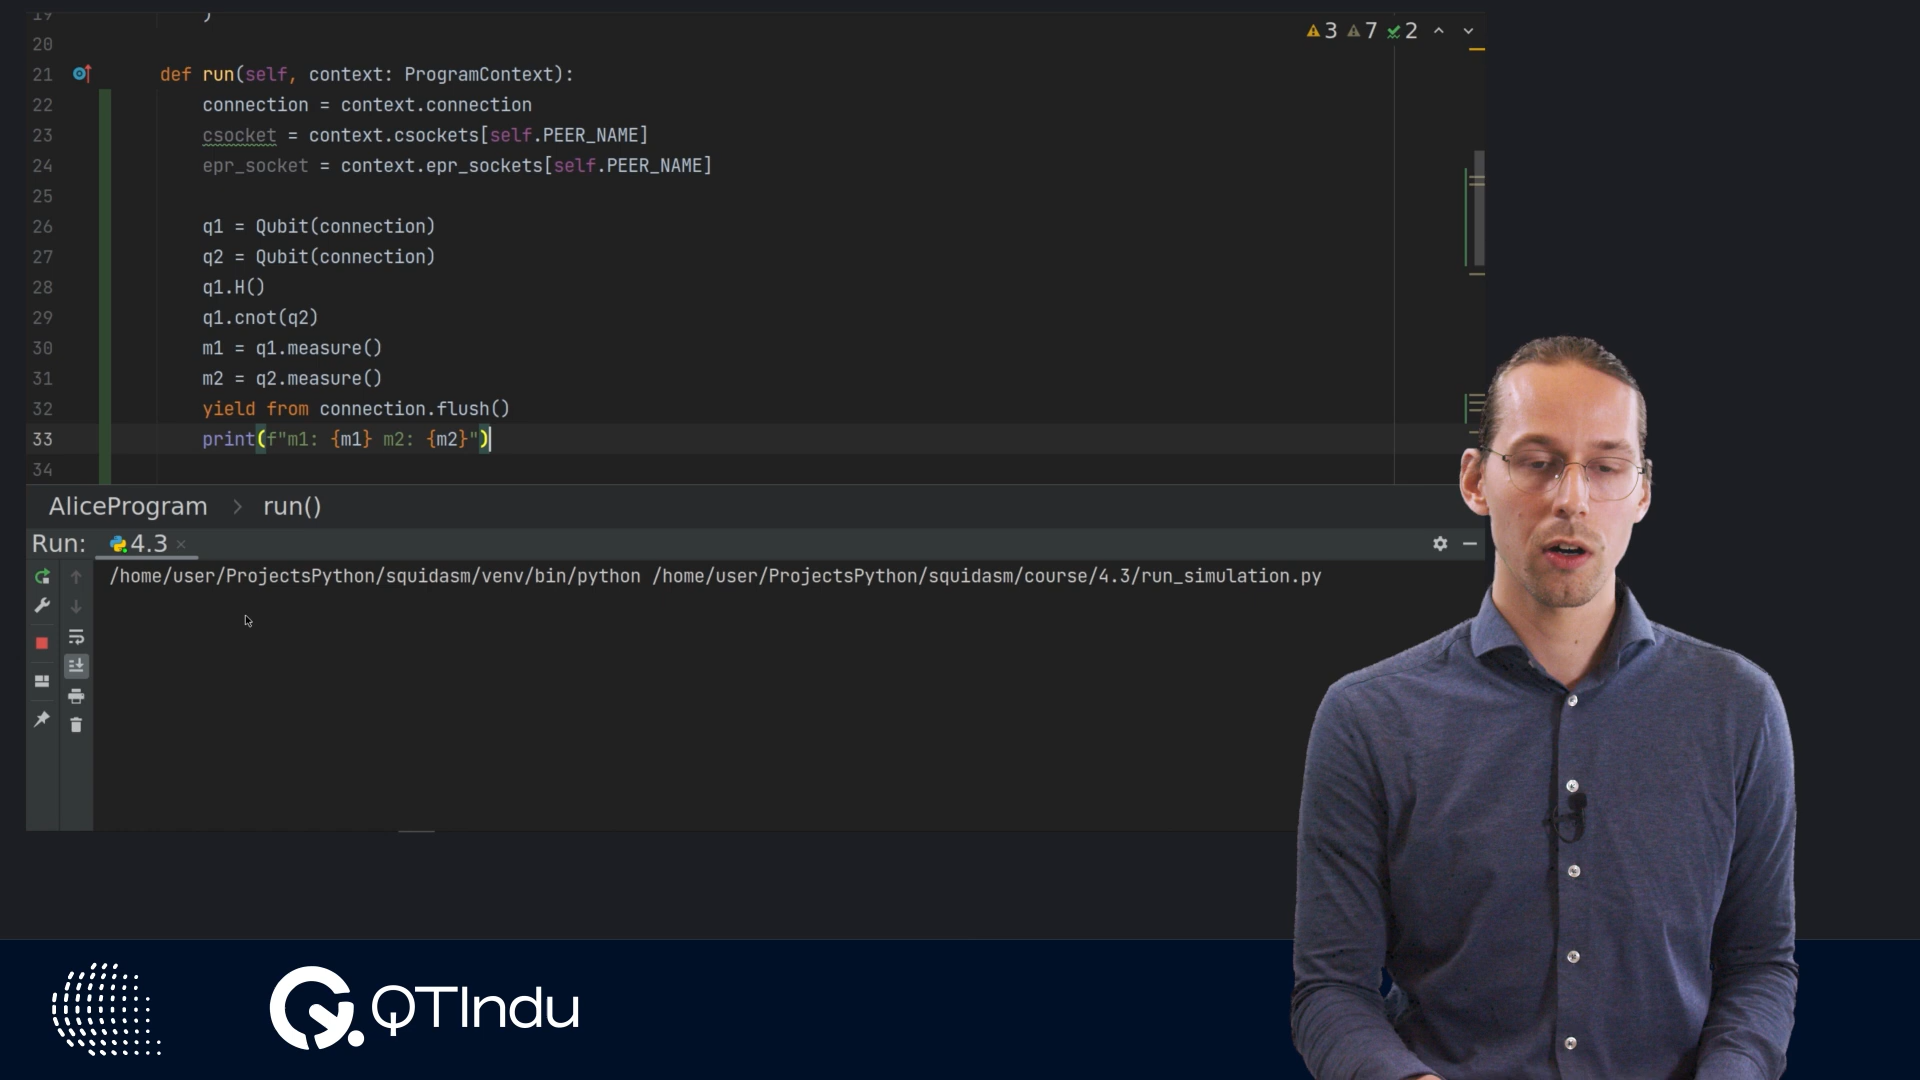 19 )
20
21 def run(self, context: ProgramContext):
22 connection = context.connection
23 csocket = context.csockets[self.PEER_NAME]
24 epr_socket = context.epr_sockets[self.PEER_NAME]
25
26 q1 = Qubit(connection)
27 q2 = Qubit(connection)
28 q1.H()
29 q1.cnot(q2)
30 m1 = q1.measure()
31 m2 = q2.measure()
32 yield from connection.flush()
33 print(f"m1: {m1} m2: {m2}")
34
3 7 2
AliceProgram > run()
Run: 4.3 ×
/home/user/ProjectsPython/squidasm/venv/bin/python /home/user/ProjectsPython/squidasm/course/4.3/run_simulation.py
QTIndu